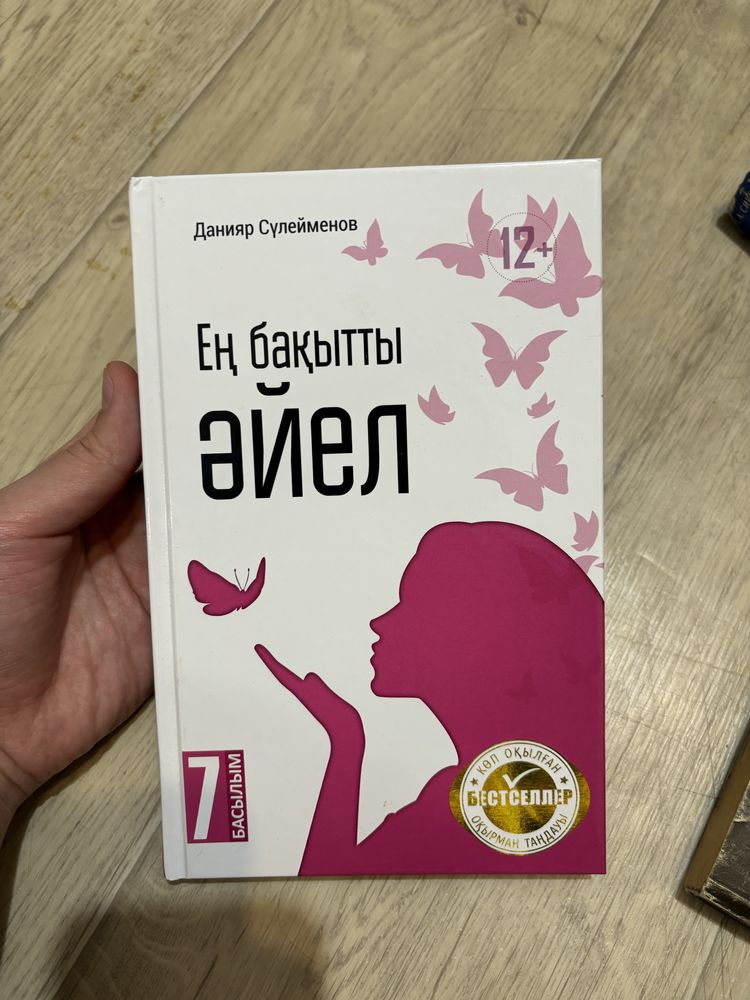 Данияр Сүлейменов
12+
Ең бақытты
әйел
7
БАСЫЛЫМ
КӨП ОҚЫЛҒАН
БЕСТСЕЛЛЕР
ОҚЫРМАН ТАҢДАУЫ